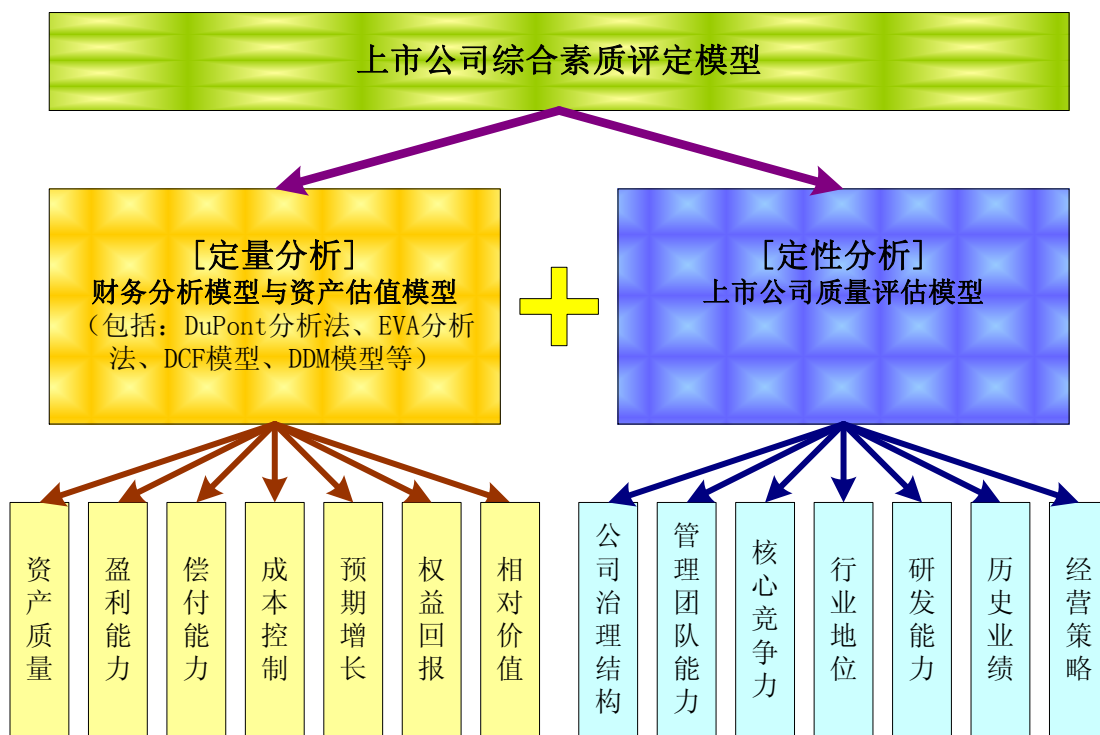 上市公司综合素质评定模型
[定量分析]
财务分析模型与资产估值模型
（包括：DuPont分析法、EVA分析
法、DCF模型、DDM模型等）
[定性分析]
上市公司质量评估模型
资产质量
盈利能力
偿付能力
成本控制
预期增长
权益回报
相对价值
公司治理结构
管理团队能力
核心竞争力
行业地位
研发能力
历史业绩
经营策略